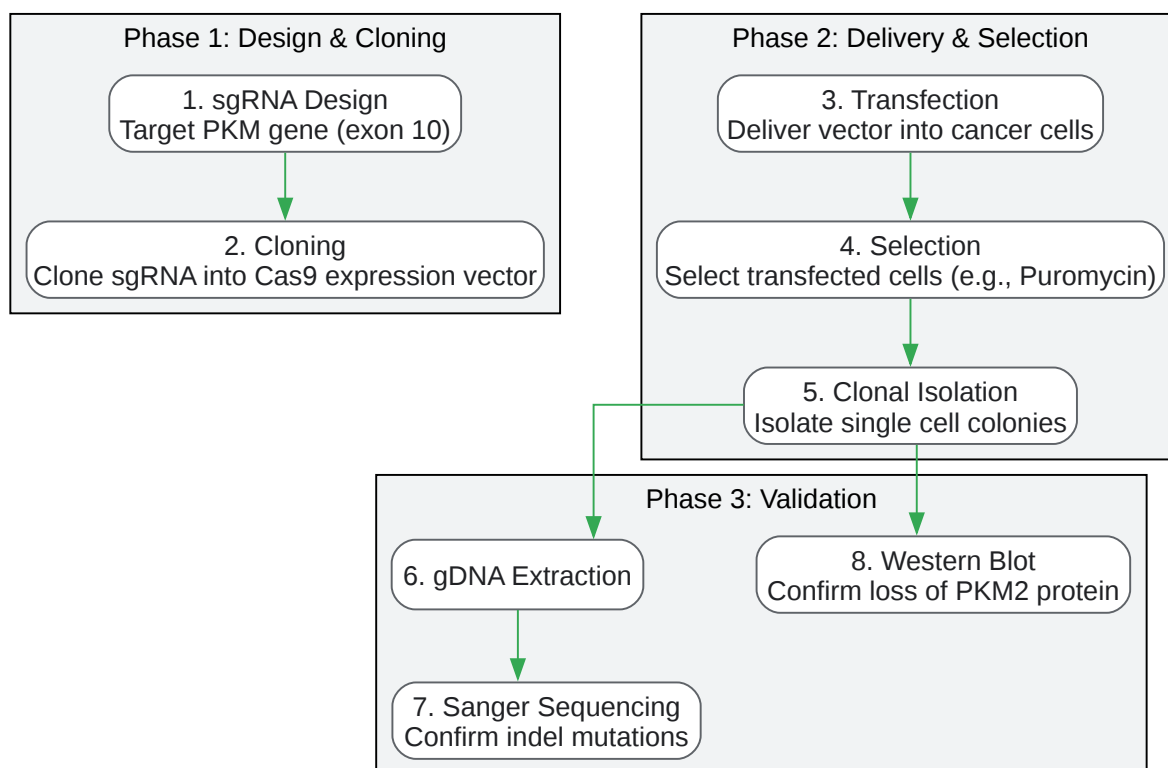 Phase 1: Design & Cloning
1. sgRNA Design
Target PKM gene (exon 10)
2. Cloning
Clone sgRNA into Cas9 expression vector
Phase 2: Delivery & Selection
3. Transfection
Deliver vector into cancer cells
4. Selection
Select transfected cells (e.g., Puromycin)
5. Clonal Isolation
Isolate single cell colonies
Phase 3: Validation
6. gDNA Extraction
7. Sanger Sequencing
Confirm indel mutations
8. Western Blot
Confirm loss of PKM2 protein